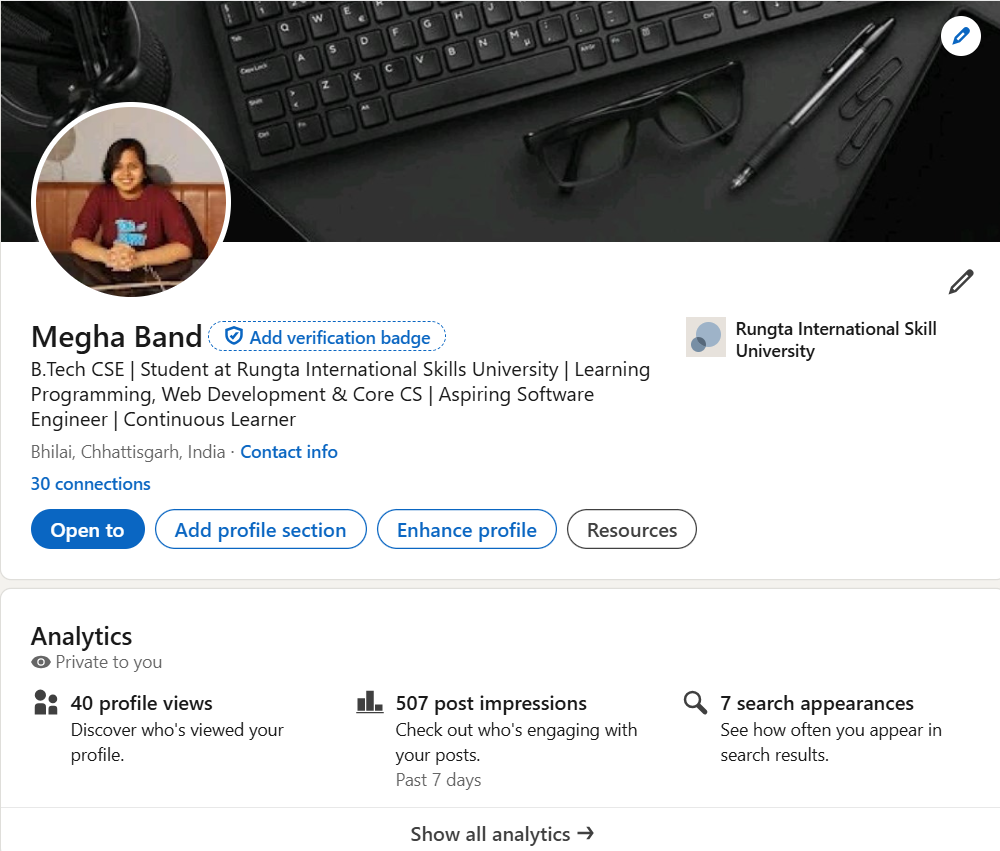 Megha Band
Add verification badge
B.Tech CSE | Student at Rungta International Skills University | Learning
Programming, Web Development & Core CS | Aspiring Software
Engineer | Continuous Learner
Bhilai, Chhattisgarh, India · Contact info
30 connections
Open to
Add profile section
Enhance profile
Resources
Rungta International Skill
University
Analytics
Private to you
40 profile views
Discover who's viewed your
profile.
507 post impressions
Check out who's engaging with
your posts.
Past 7 days
7 search appearances
See how often you appear in
search results.
Show all analytics →